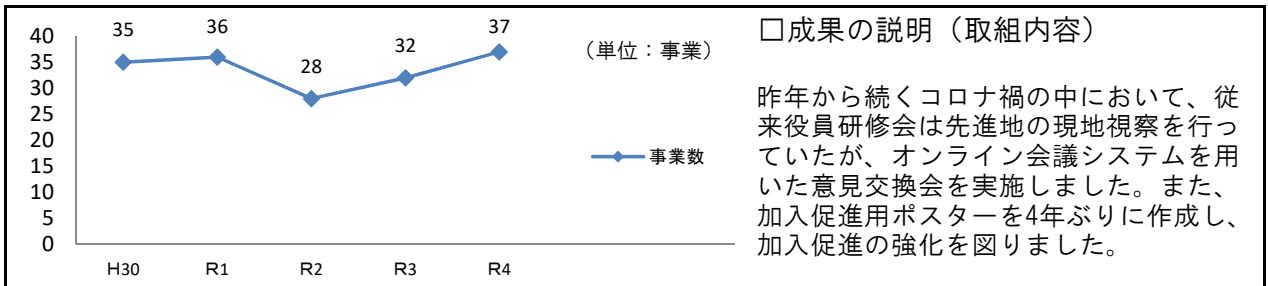 35
36
28
32
37
40
35
30
25
20
15
10
5
0
H30
R1
R2
R3
R4
（単位：事業）
事業数
□成果の説明（取組内容）
昨年から続くコロナ禍の中において、従
来役員研修会は先進地の現地視察を行っ
ていたが、オンライン会議システムを用
いた意見交換会を実施しました。また、
加入促進用ポスターを4年ぶりに作成し、
加入促進の強化を図りました。